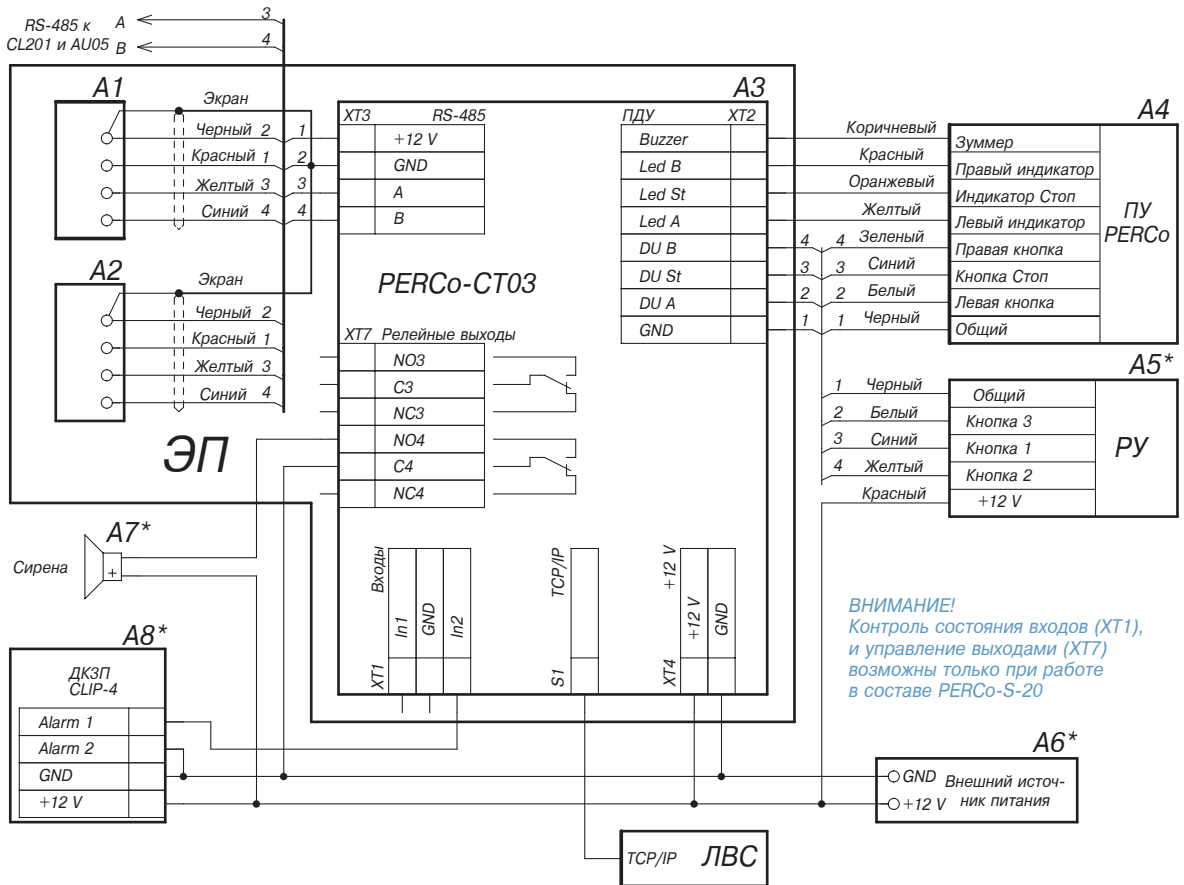 RS-485 к
CL201 и AU05
A
B
3
4
A1
Экран
Черный 2
Красный 1
Желтый 3
Синий 4
1
2
3
4
A2
Экран
Черный 2
Красный 1
Желтый 3
Синий 4
ЭП
A3
XT3 RS-485
+12 V
GND
A
B
PERCo-CT03
XT7 Релейные выходы
NO3
C3
NC3
NO4
C4
NC4
ПДУ XT2
Buzzer
Led B
Led St
Led A
DU B
DU St
DU A
GND
Коричневый
Красный
Оранжевый
Желтый
4 4 Зеленый
3 3 Синий
2 2 Белый
1 1 Черный
A4
Зуммер
Правый индикатор
Индикатор Стоп
Левый индикатор
Правая кнопка
Кнопка Стоп
Левая кнопка
Общий
ПУ
PERCo
A5*
1 Черный
2 Белый
3 Синий
4 Желтый
Красный
Общий
Кнопка 3
Кнопка 1
Кнопка 2
+12 V
РУ
A7*
Сирена
+
Входы
In1
GND
In2
XT1
TCP/IP
S1
+12 V
+12 V
GND
XT4
ВНИМАНИЕ!
Контроль состояния входов (XT1),
и управление выходами (XT7)
возможны только при работе
в составе PERCo-S-20
A8*
ДКЗП
CLIP-4
Alarm 1
Alarm 2
GND
+12 V
A6*
GND
+12 V
Внешний источ-
ник питания
TCP/IP ЛВС